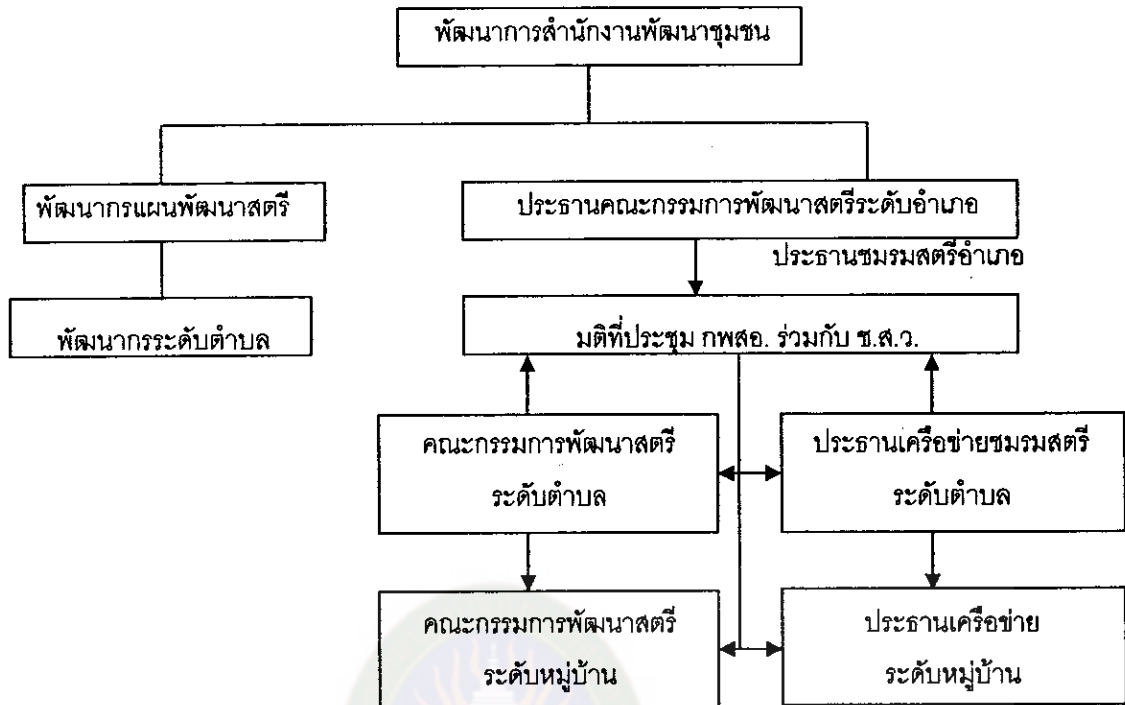 พัฒนาการสำนักงานพัฒนาชุมชน
พัฒนากรแผนพัฒนาสตรี
ประธานคณะกรรมการพัฒนาสตรีระดับอำเภอ
ประธานชมรมสตรีอำเภอ
พัฒนากรระดับตำบล
มติที่ประชุม กพสอ. ร่วมกับ ช.ส.ว.
คณะกรรมการพัฒนาสตรี
ระดับตำบล
ประธานเครือข่ายชมรมสตรี
ระดับตำบล
คณะกรรมการพัฒนาสตรี
ระดับหมู่บ้าน
ประธานเครือข่าย
ระดับหมู่บ้าน